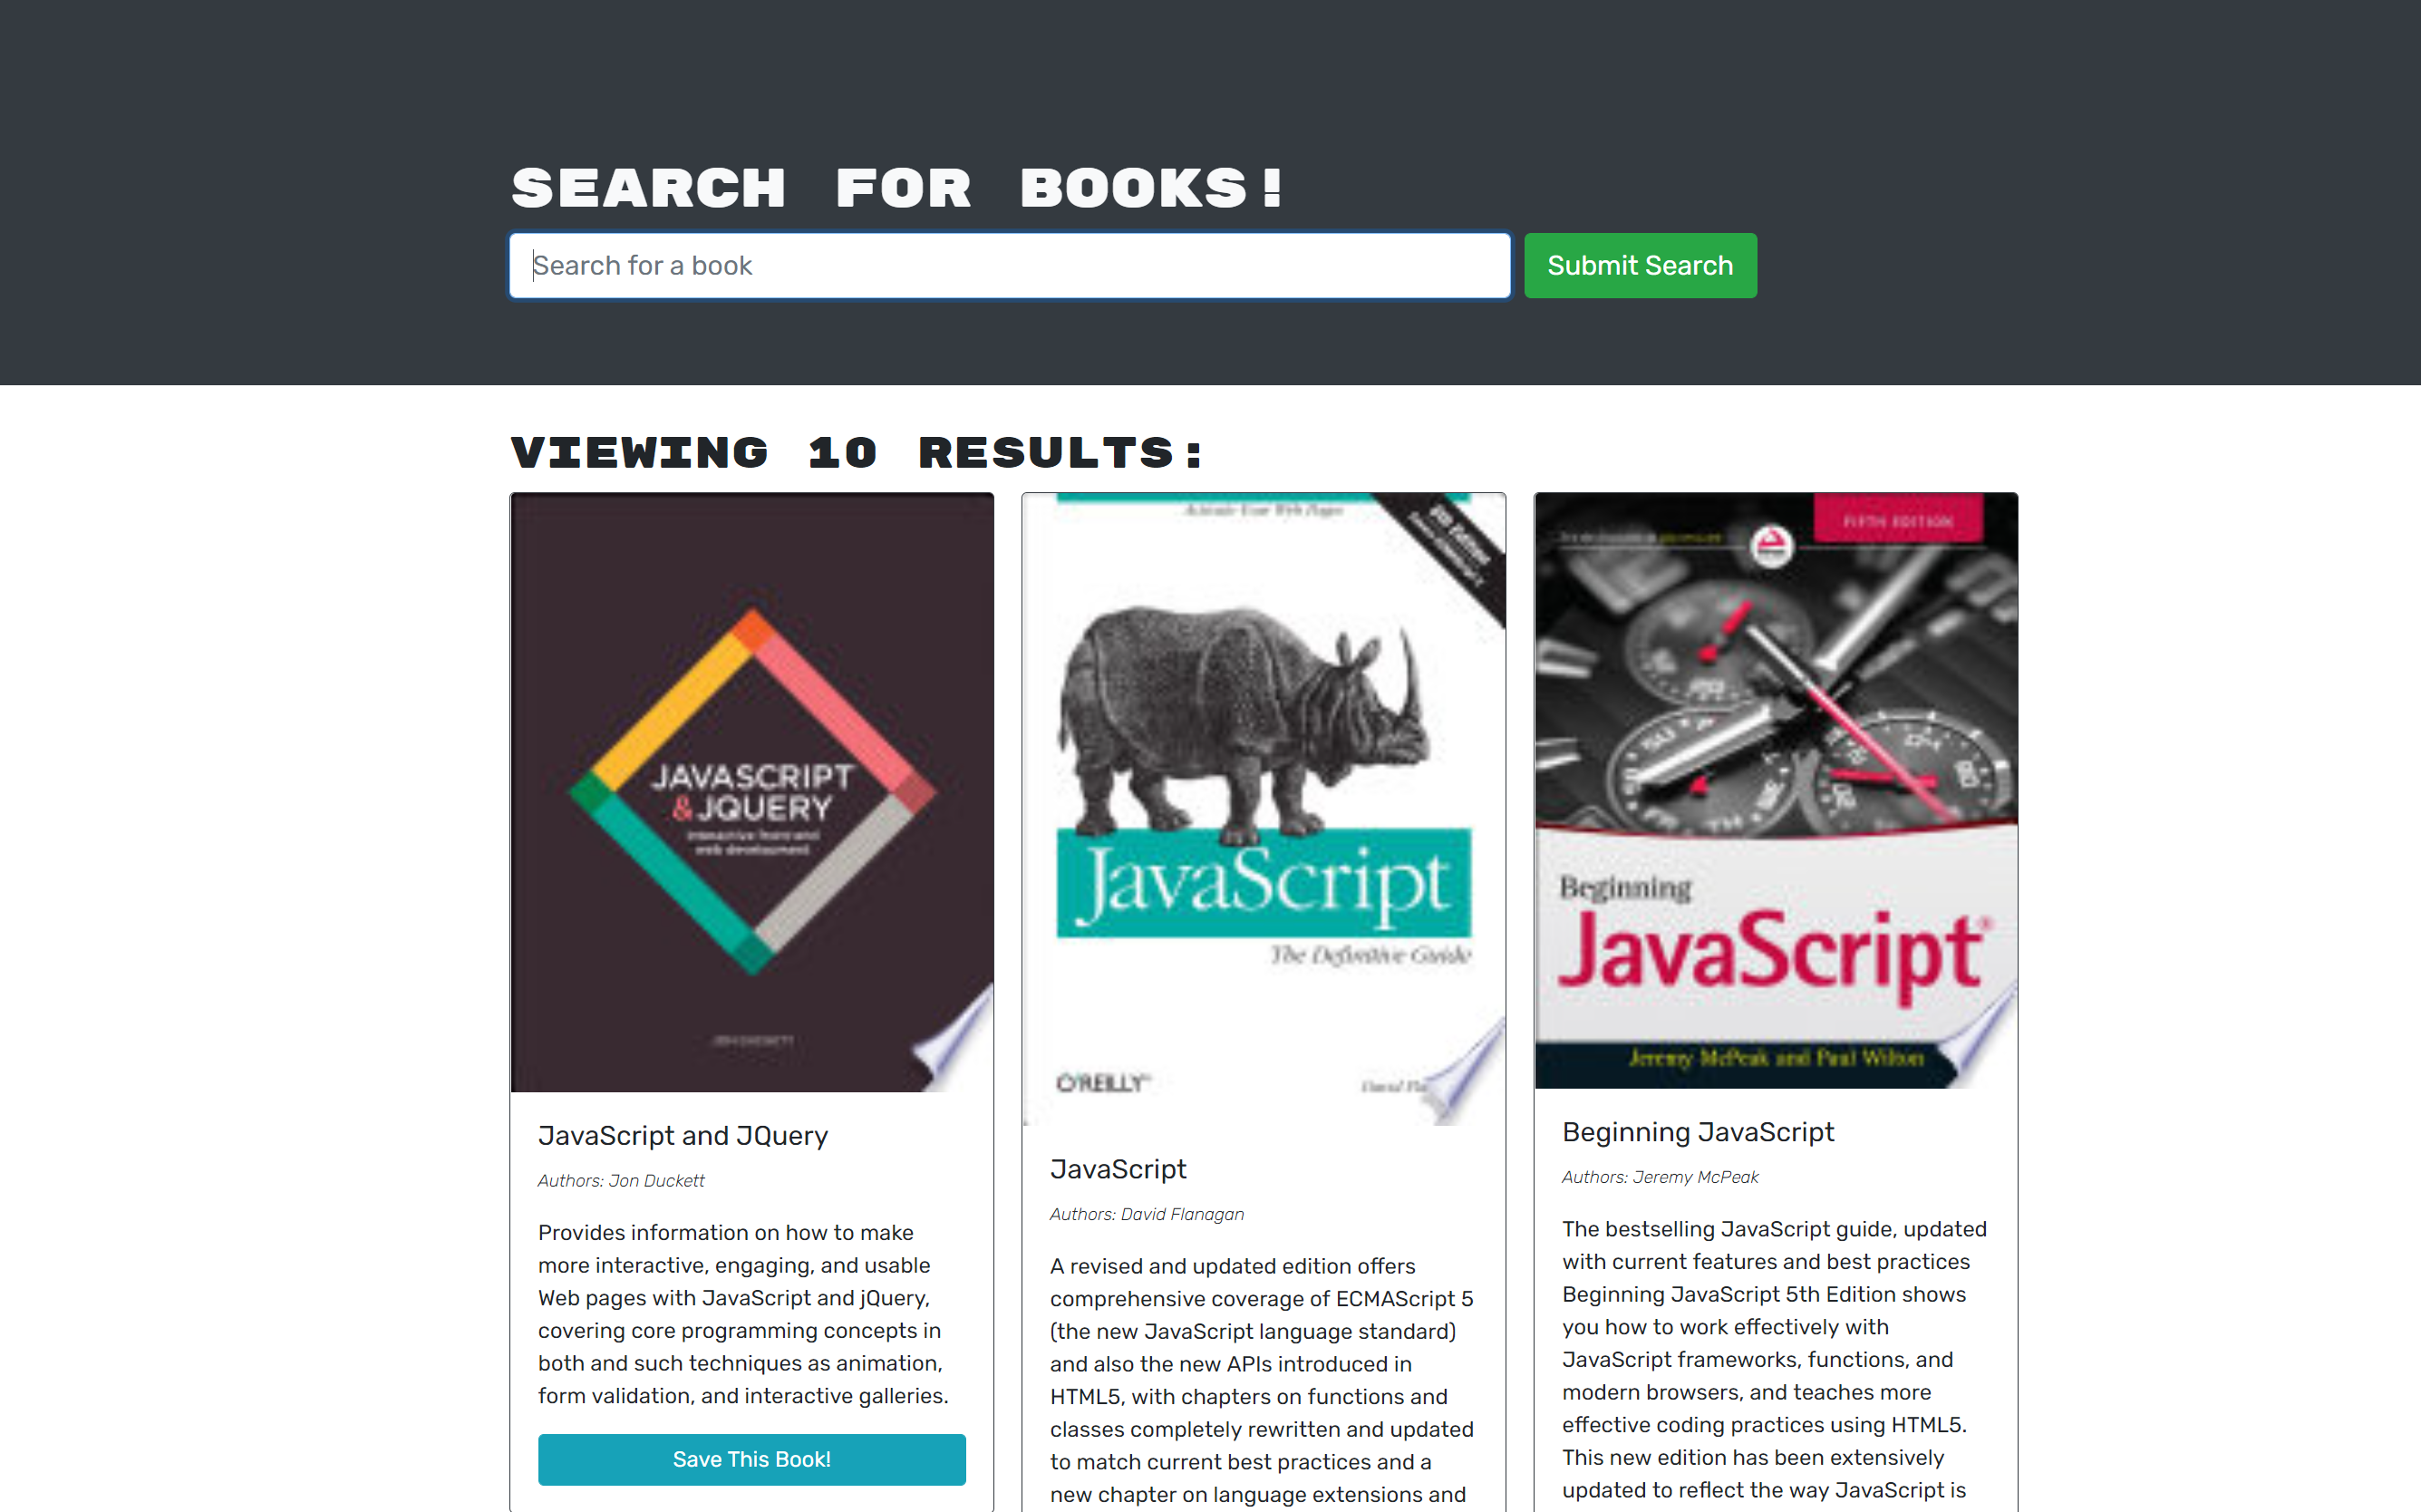 SEARCH FOR BOOKS!
Search for a book
Submit Search
VIEWING 10 RESULTS:
JAVASCRIPT
&JQUERY
interactive front-end
web development
JON DUCKETT
JavaScript and JQuery
Authors: Jon Duckett
Provides information on how to make
more interactive, engaging, and usable
Web pages with JavaScript and jQuery,
covering core programming concepts in
both and such techniques as animation,
form validation, and interactive galleries.
Save This Book!
Activate Your Web Pages
JavaScript
The Definitive Guide
O'REILLY
David
JavaScript
Authors: David Flanagan
A revised and updated edition offers
comprehensive coverage of ECMAScript 5
(the new JavaScript language standard)
and also the new APIs introduced in
HTML5, with chapters on functions and
classes completely rewritten and updated
to match current best practices and a
new chapter on language extensions and
FIFTH EDITION
Beginning
JavaScript®
Jeremy McPeak and Paul Wilton
Beginning JavaScript
Authors: Jeremy McPeak
The bestselling JavaScript guide, updated
with current features and best practices
Beginning JavaScript 5th Edition shows
you how to work effectively with
JavaScript frameworks, functions, and
modern browsers, and teaches more
effective coding practices using HTML5.
This new edition has been extensively
updated to reflect the way JavaScript is